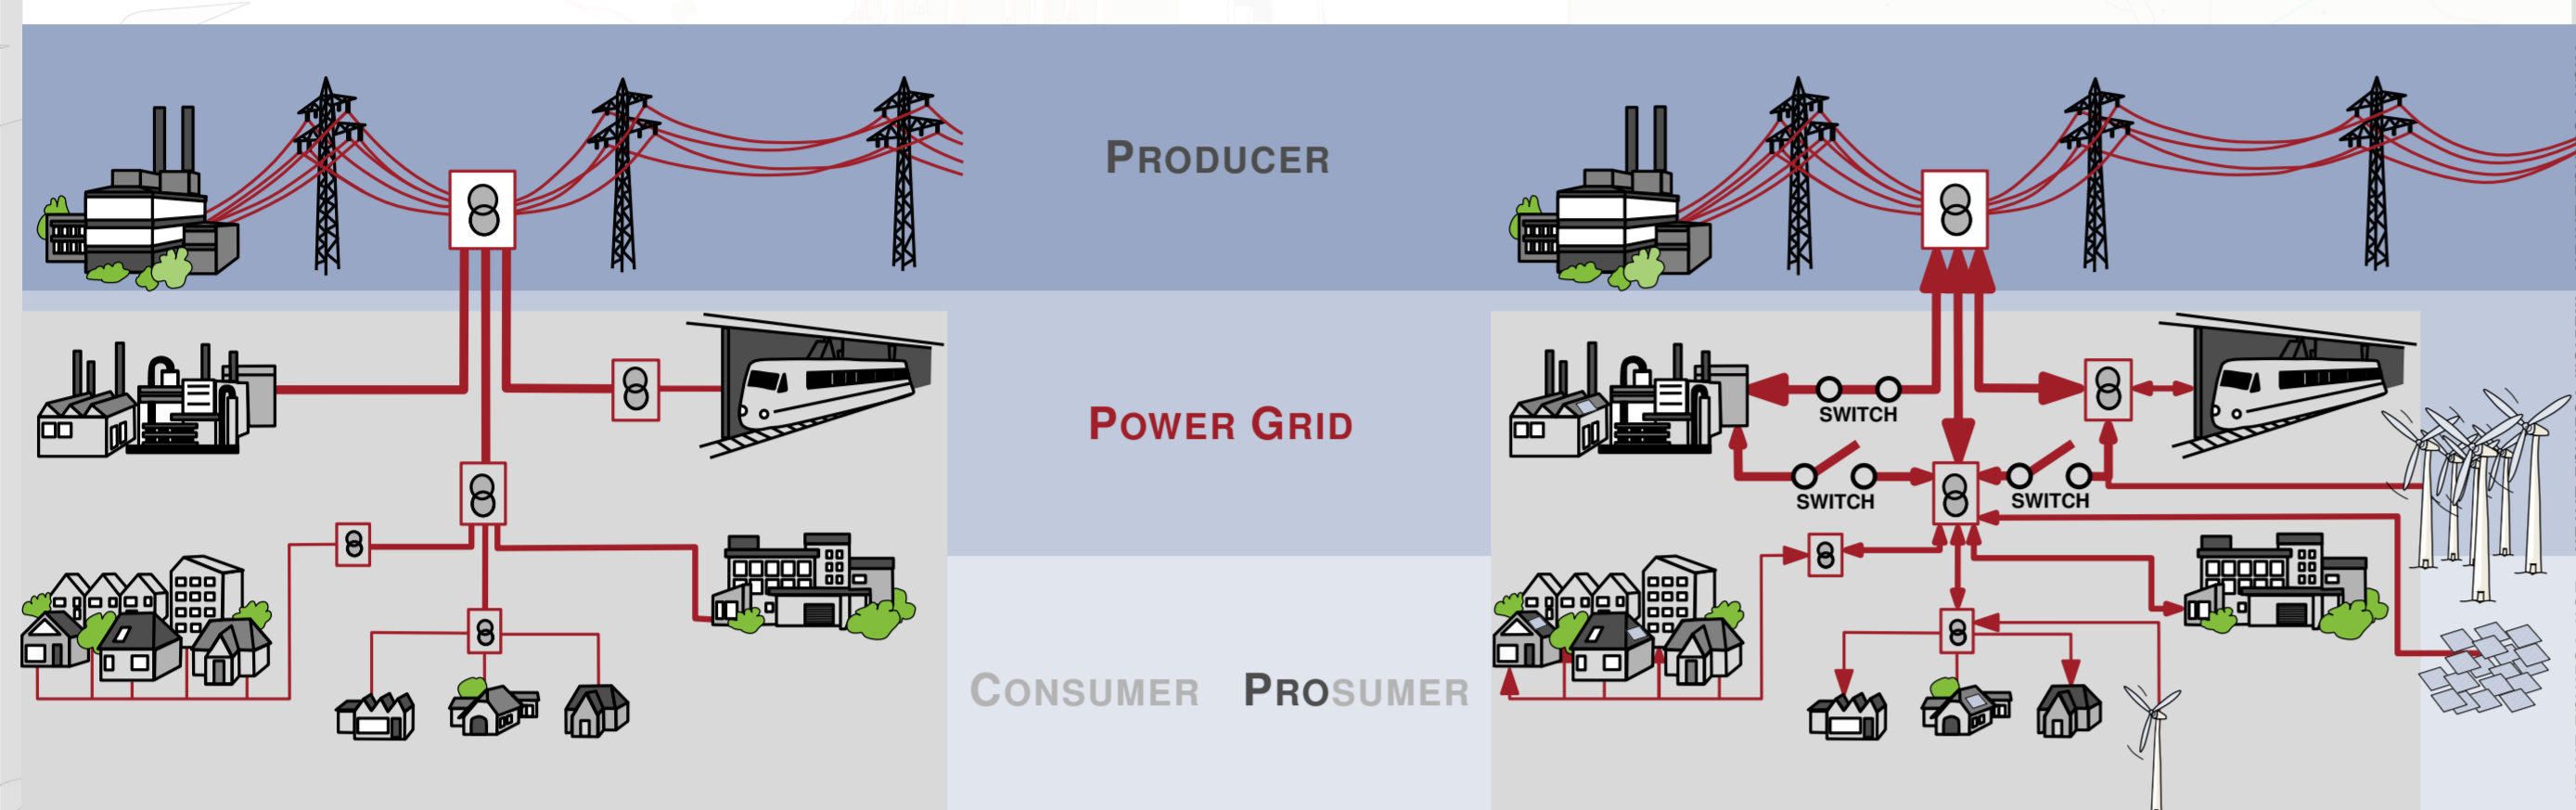 PRODUCER
POWER GRID
SWITCH
SWITCH
SWITCH
CONSUMER PROSUMER